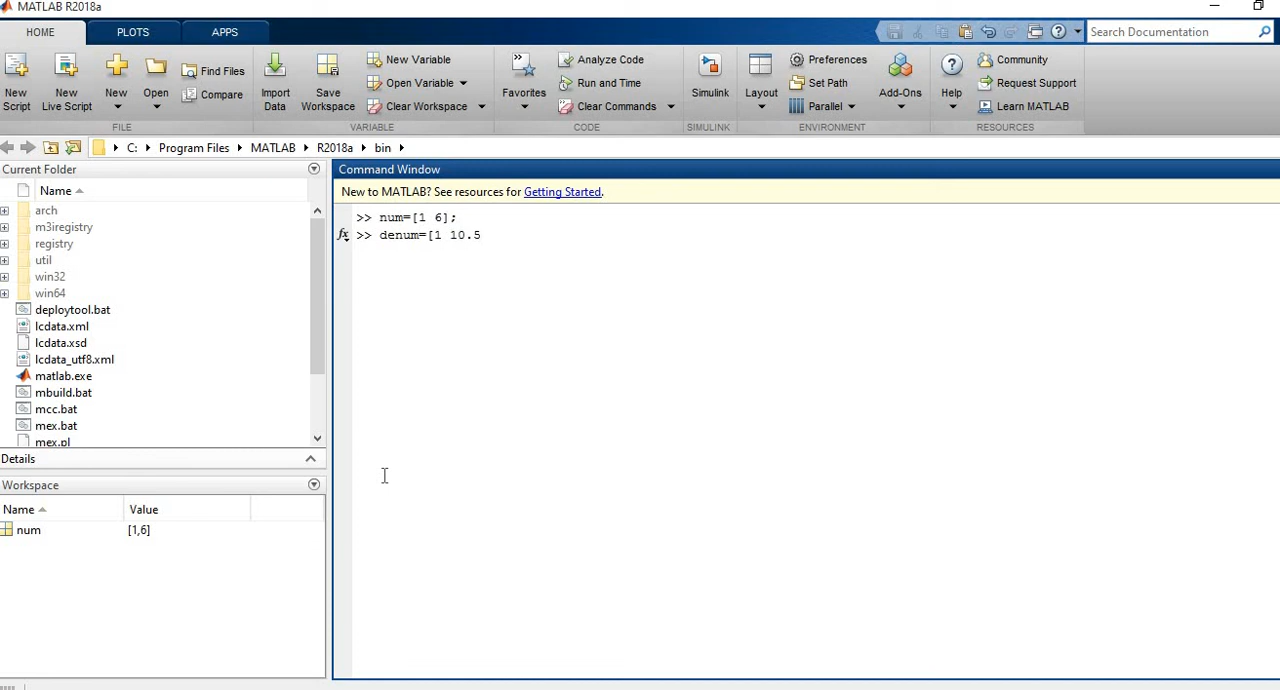 MATLAB R2018a
HOME
PLOTS
APPS
Search Documentation
New Script
New Live Script
New
Open
Find Files
Compare
FILE
Import Data
Save Workspace
New Variable
Open Variable
Clear Workspace
VARIABLE
Favorites
Analyze Code
Run and Time
Clear Commands
CODE
Simulink
SIMULINK
Layout
Preferences
Set Path
Parallel
Add-Ons
ENVIRONMENT
Help
Community
Request Support
Learn MATLAB
RESOURCES
C: Program Files MATLAB R2018a bin
Current Folder
Name
arch
m3iregistry
registry
util
win32
win64
deploytool.bat
lcdata.xml
lcdata.xsd
lcdata_utf8.xml
matlab.exe
mbuild.bat
mcc.bat
mex.bat
mex.pl
Details
Workspace
Name Value
num [1,6]
Command Window
New to MATLAB? See resources for Getting Started.
>> num=[1 6];
fx >> denum=[1 10.5